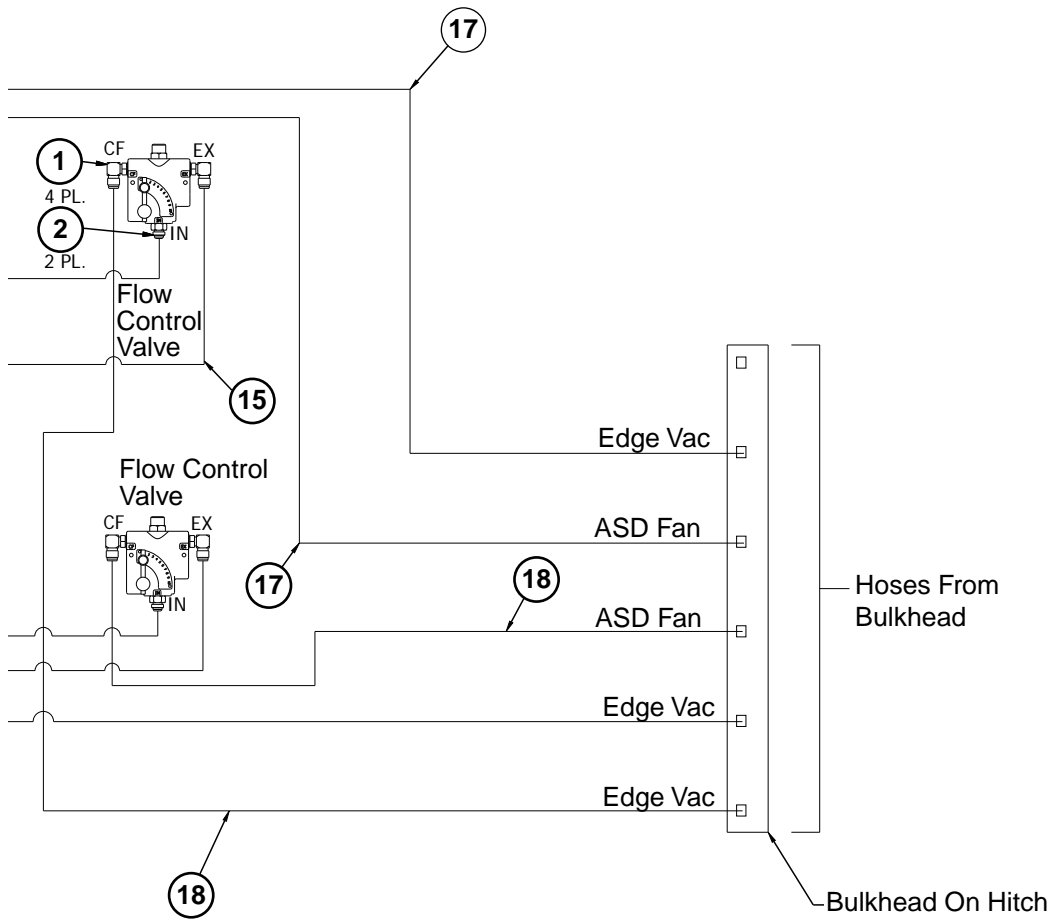 17
CF
EX
1
4 PL.
2
2 PL.
IN
Flow
Control
Valve
15
Edge Vac
Flow Control
Valve
CF
EX
IN
ASD Fan
17
18
ASD Fan
Hoses From
Bulkhead
Edge Vac
Edge Vac
18
Bulkhead On Hitch